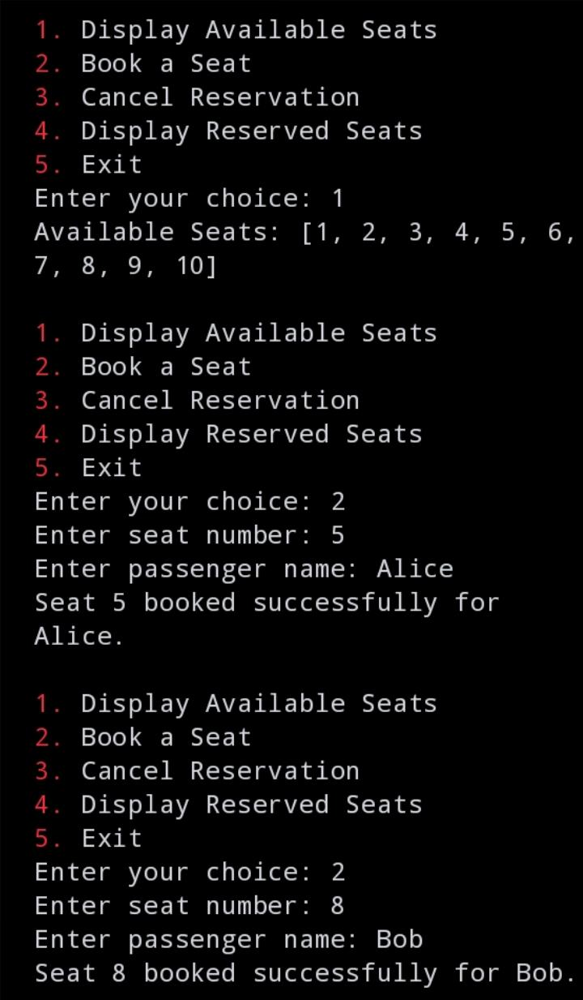 1. Display Available Seats
2. Book a Seat
3. Cancel Reservation
4. Display Reserved Seats
5. Exit
Enter your choice: 1
Available Seats: [1, 2, 3, 4, 5, 6,
7, 8, 9, 10]

1. Display Available Seats
2. Book a Seat
3. Cancel Reservation
4. Display Reserved Seats
5. Exit
Enter your choice: 2
Enter seat number: 5
Enter passenger name: Alice
Seat 5 booked successfully for
Alice.

1. Display Available Seats
2. Book a Seat
3. Cancel Reservation
4. Display Reserved Seats
5. Exit
Enter your choice: 2
Enter seat number: 8
Enter passenger name: Bob
Seat 8 booked successfully for Bob.